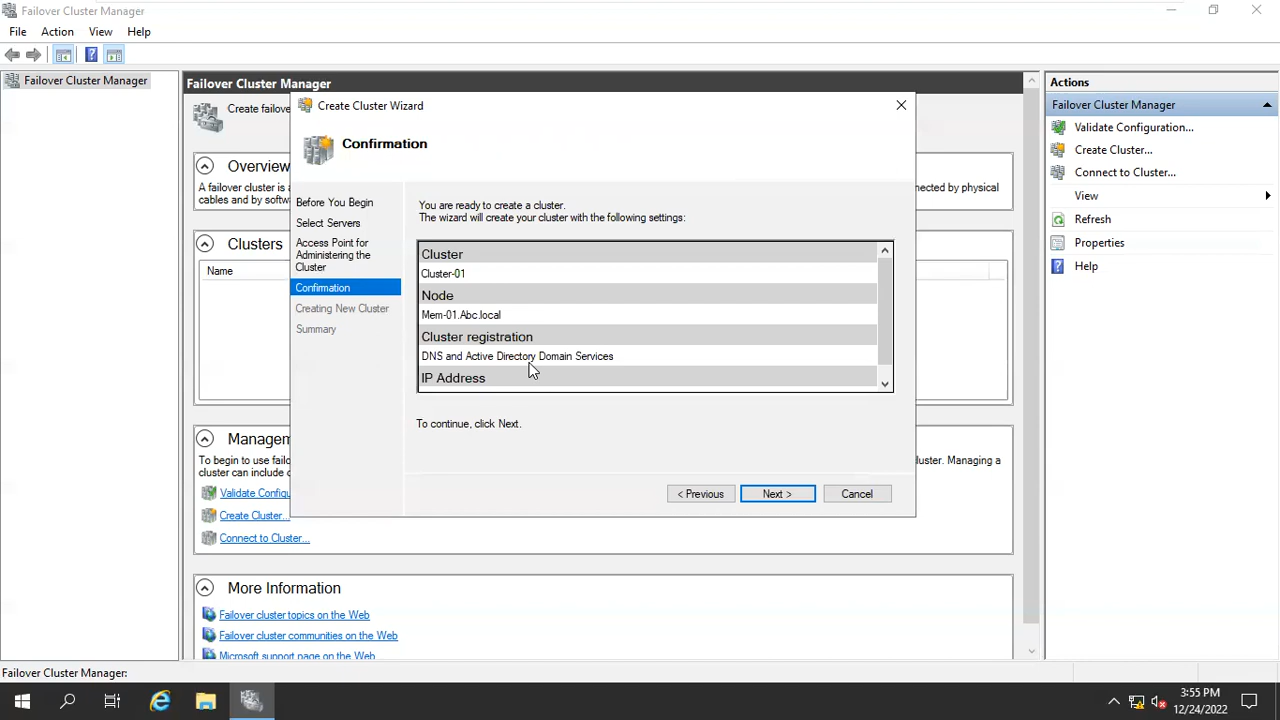 Failover Cluster Manager
File Action View Help
Failover Cluster Manager
Failover Cluster Manager
Create failove
Overview
A failover cluster is a
nected by physical
cables and by softw
Clusters
Name
Managem
To begin to use failo
luster. Managing a
cluster can include c
Validate Configu
Create Cluster...
Connect to Cluster...
More Information
Failover cluster topics on the Web
Failover cluster communities on the Web
Microsoft support page on the Web
Create Cluster Wizard
Confirmation
Before You Begin
Select Servers
Access Point for
Administering the
Cluster
Confirmation
Creating New Cluster
Summary
You are ready to create a cluster.
The wizard will create your cluster with the following settings:
Cluster
Cluster-01
Node
Mem-01.Abc.local
Cluster registration
DNS and Active Directory Domain Services
IP Address
To continue, click Next.
< Previous
Next >
Cancel
Actions
Failover Cluster Manager
Validate Configuration...
Create Cluster...
Connect to Cluster...
View
Refresh
Properties
Help
Failover Cluster Manager:
3:55 PM
12/24/2022